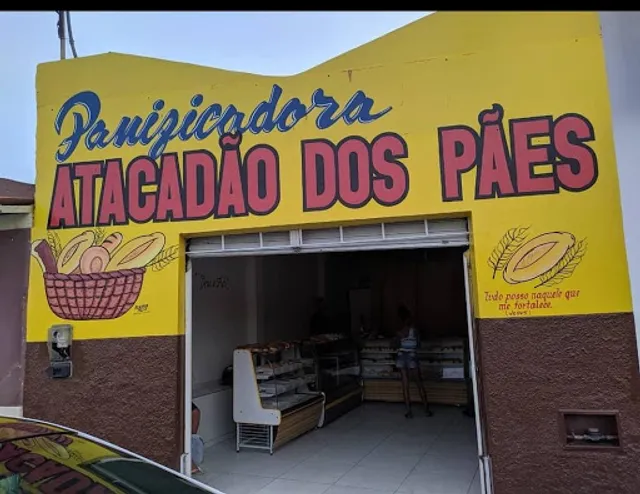 Panizicadora
ATACADÃO DOS PÃES
Tudo posso naquele que
me fortalece.